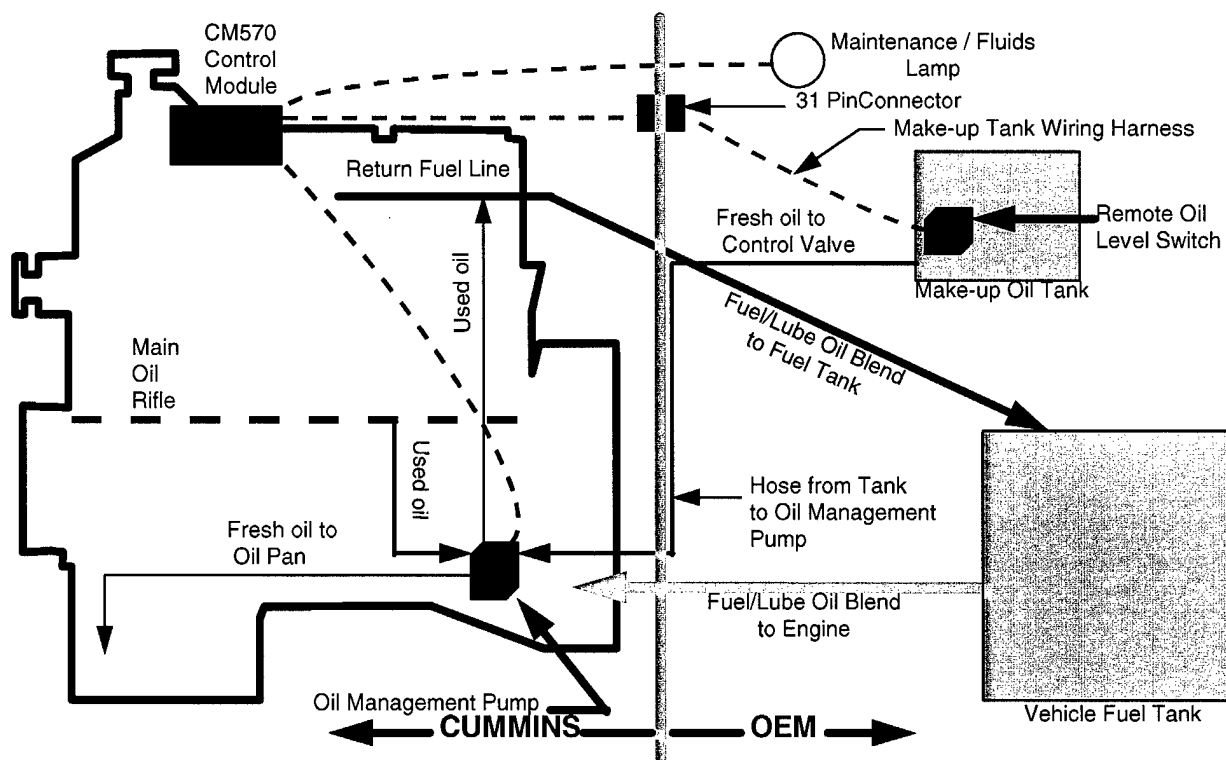 CM570
Control
Module
Maintenance / Fluids
Lamp
31 PinConnector
Make-up Tank Wiring Harness
Return Fuel Line
Fresh oil to
Control Valve
Remote Oil
Level Switch
Make-up Oil Tank
Used oil
Fuel/Lube Oil Blend
to Fuel Tank
Main
Oil
Rifle
Used oil
Hose from Tank
to Oil Management
Pump
Fresh oil to
Oil Pan
Fuel/Lube Oil Blend
to Engine
Oil Management Pump
Vehicle Fuel Tank
CUMMINS
OEM